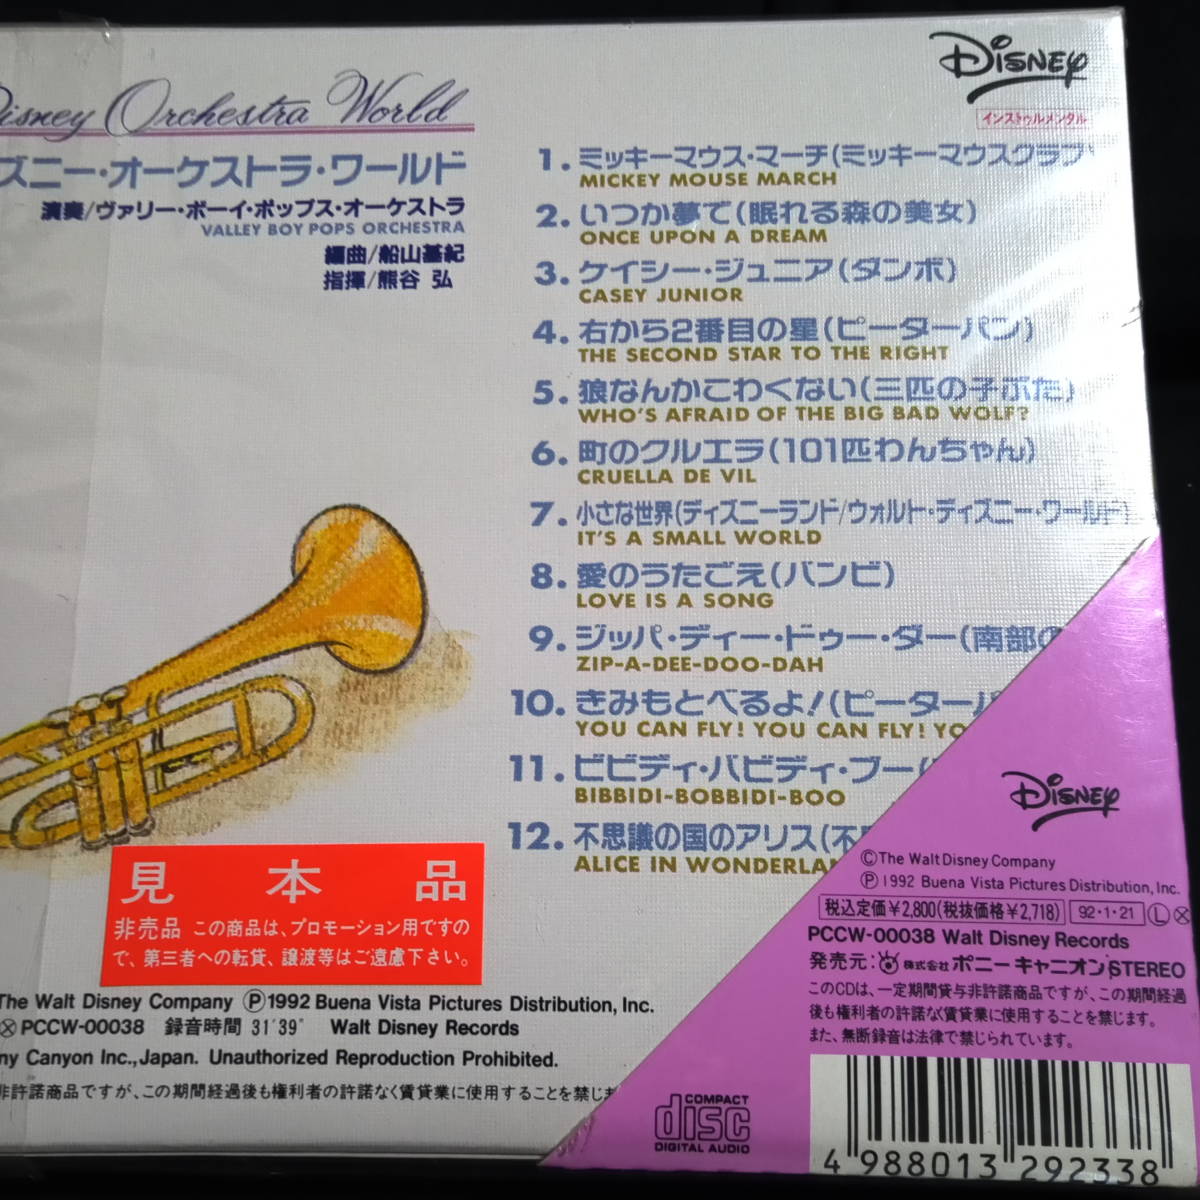 Disney Orchestra World
ズニー・オーケストラ・ワールド
演奏/ヴァリー・ボーイ・ポップス・オーケストラ
VALLEY BOY POPS ORCHESTRA
編曲/船山基紀
指揮/熊谷 弘
Disney
インストゥルメンタル
1. ミッキーマウス・マーチ(ミッキーマウスクラブ
MICKEY MOUSE MARCH
2. いつか夢で(眠れる森の美女)
ONCE UPON A DREAM
3. ケイシー・ジュニア(ダンボ)
CASEY JUNIOR
4. 右から2番目の星(ピーターパン)
THE SECOND STAR TO THE RIGHT
5. 狼なんかこわくない(三匹の子ぶた)
WHO'S AFRAID OF THE BIG BAD WOLF?
6. 町のクルエラ(101匹わんちゃん)
CRUELLA DE VIL
7. 小さな世界(ディズニーランド/ウォルト・ディズニー・ワールド)
IT'S A SMALL WORLD
8. 愛のうたごえ(バンビ)
LOVE IS A SONG
9. ジッパ・ディー・ドゥー・ダー(南部の
ZIP-A-DEE-DOO-DAH
10. きみもとべるよ!(ピーターパ
YOU CAN FLY! YOU CAN FLY! YO
11. ビビディ・バビディ・ブー(
BIBBIDI-BOBBIDI-BOO
12. 不思議の国のアリス(不
ALICE IN WONDERLAN
見本品
非売品 この商品は、プロモーション用ですの
で、第三者への転貸、譲渡等はご遠慮下さい。
The Walt Disney Company Ⓟ1992 Buena Vista Pictures Distribution, Inc.
Ⓧ PCCW-00038 録音時間 31'39" Walt Disney Records
ny Canyon Inc., Japan. Unauthorized Reproduction Prohibited.
非許諾商品ですが、この期間経過後も権利者の許諾なく賃貸業に使用することを禁じま
Disney
©The Walt Disney Company
Ⓟ 1992 Buena Vista Pictures Distribution, Inc.
税込定価¥2,800(税抜価格¥2,718) 92・1・21 Ⓛ Ⓧ
PCCW-00038 Walt Disney Records
発売元: 株式会社 ポニーキャニオン STEREO
このCDは、一定期間貸与非許諾商品ですが、この期間経過
後も権利者の許諾なく賃貸業に使用することを禁じます。
また、無断録音は法律で禁じられています。
COMPACT
disc
DIGITAL AUDIO
4 988013 292338